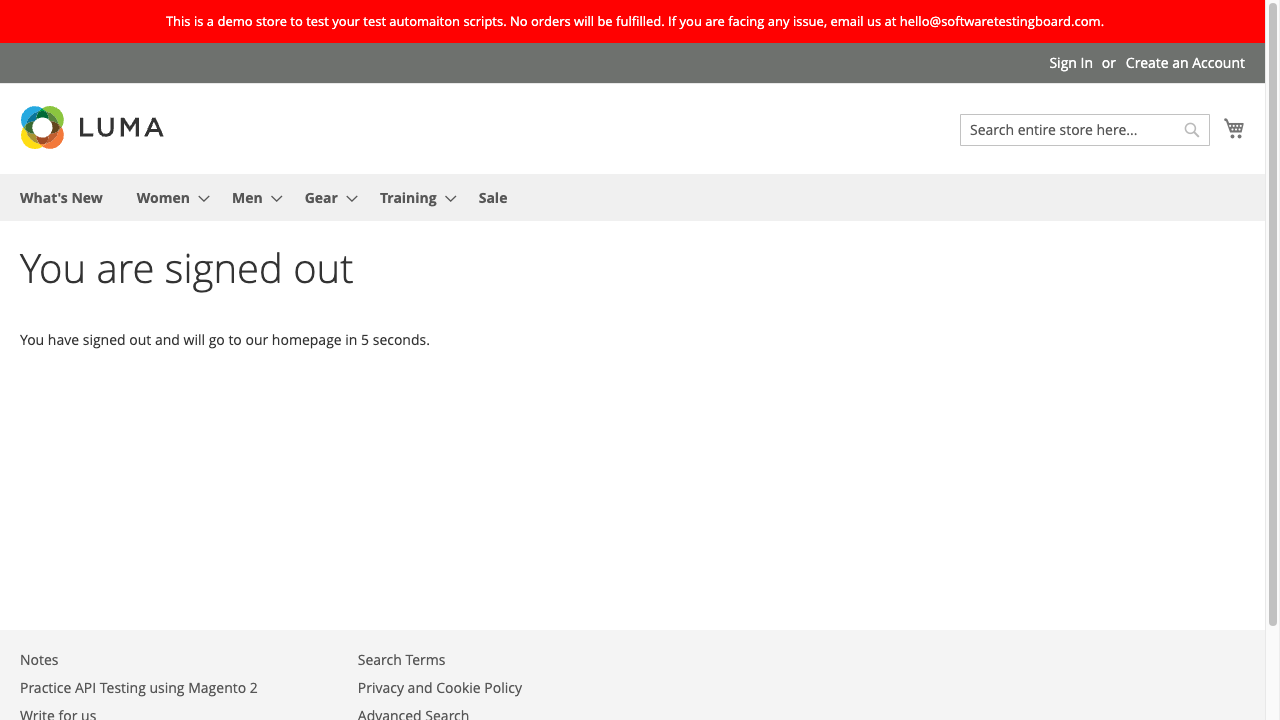 This is a demo store to test your test automaiton scripts. No orders will be fulfilled. If you are facing any issue, email us at hello@softwaretestingboard.com.
Sign In or Create an Account
LUMA
Search entire store here...
What's New Women Men Gear Training Sale
You are signed out
You have signed out and will go to our homepage in 5 seconds.
Notes
Practice API Testing using Magento 2
Write for us
Search Terms
Privacy and Cookie Policy
Advanced Search